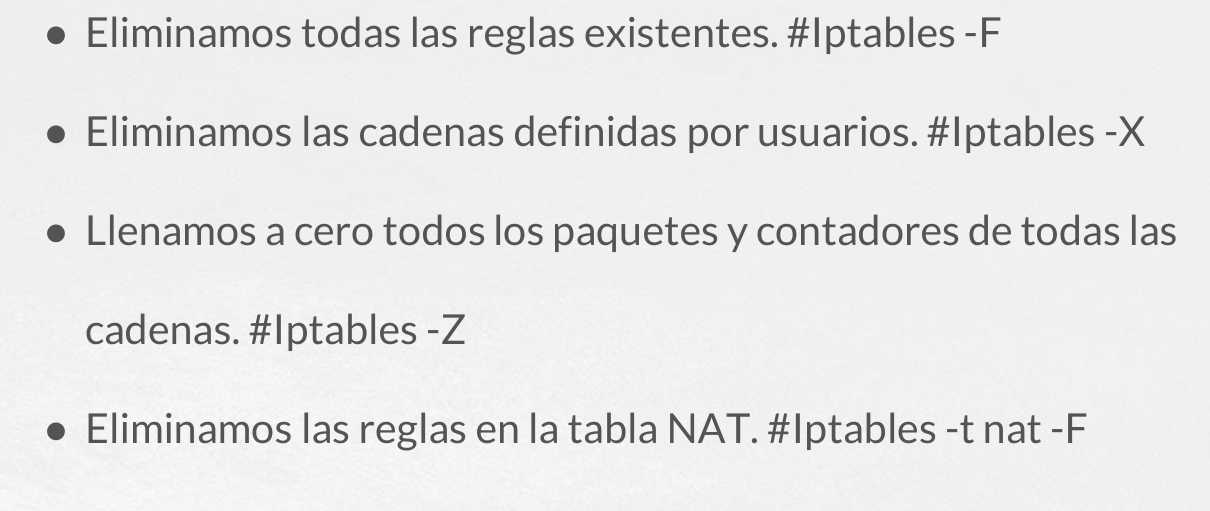 ● Eliminamos todas las reglas existentes. #Iptables -F
● Eliminamos las cadenas definidas por usuarios. #Iptables -X
● Llenamos a cero todos los paquetes y contadores de todas las
cadenas. #Iptables -Z
● Eliminamos las reglas en la tabla NAT. #Iptables -t nat -F